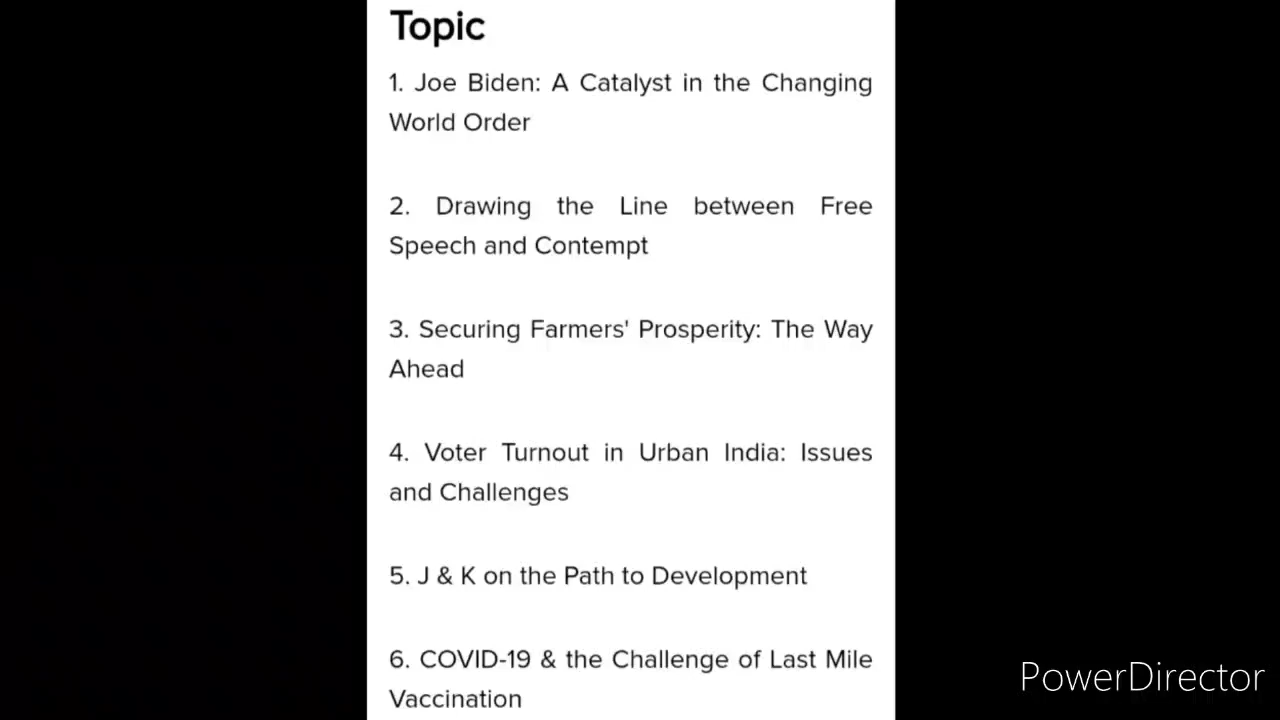 Topic
1. Joe Biden: A Catalyst in the Changing
World Order
2. Drawing the Line between Free
Speech and Contempt
3. Securing Farmers' Prosperity: The Way
Ahead
4. Voter Turnout in Urban India: Issues
and Challenges
5. J & K on the Path to Development
6. COVID-19 & the Challenge of Last Mile
Vaccination
PowerDirector